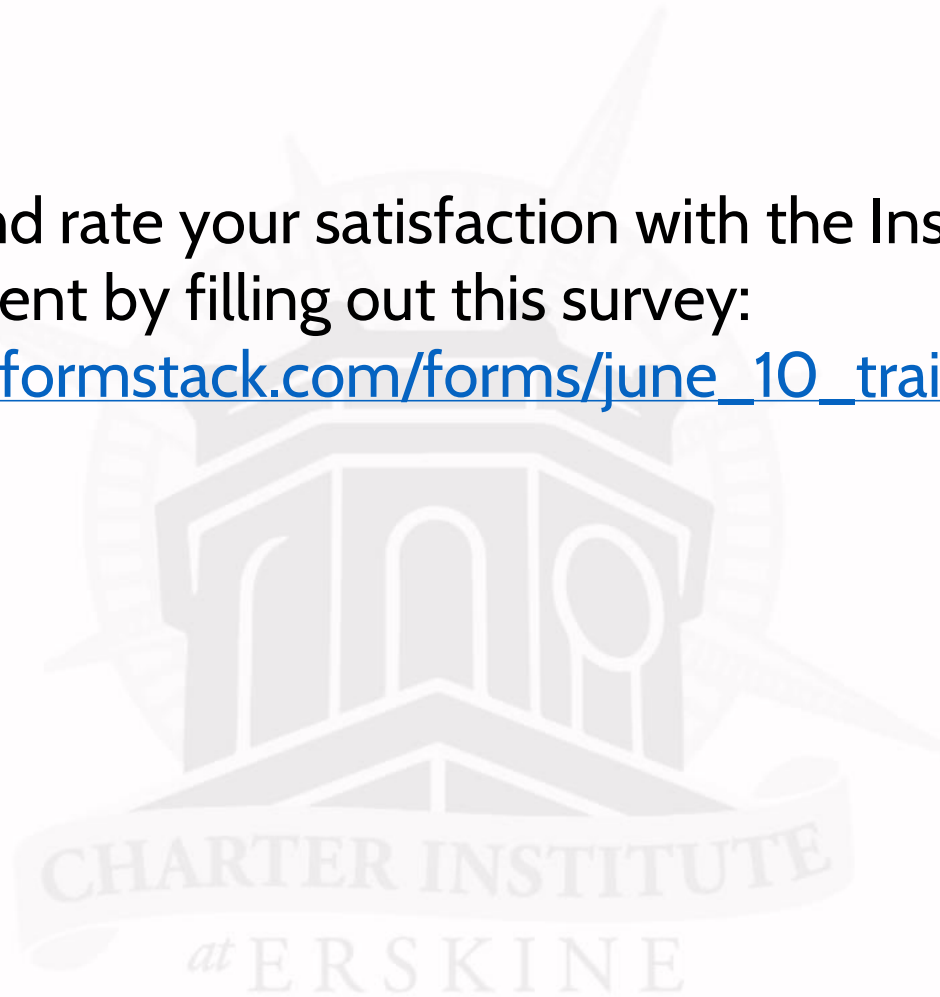 nd rate your satisfaction with the Ins
ent by filling out this survey:
formstack.com/forms/june_10_trai
CHARTER INSTITUTE
at ERSKINE